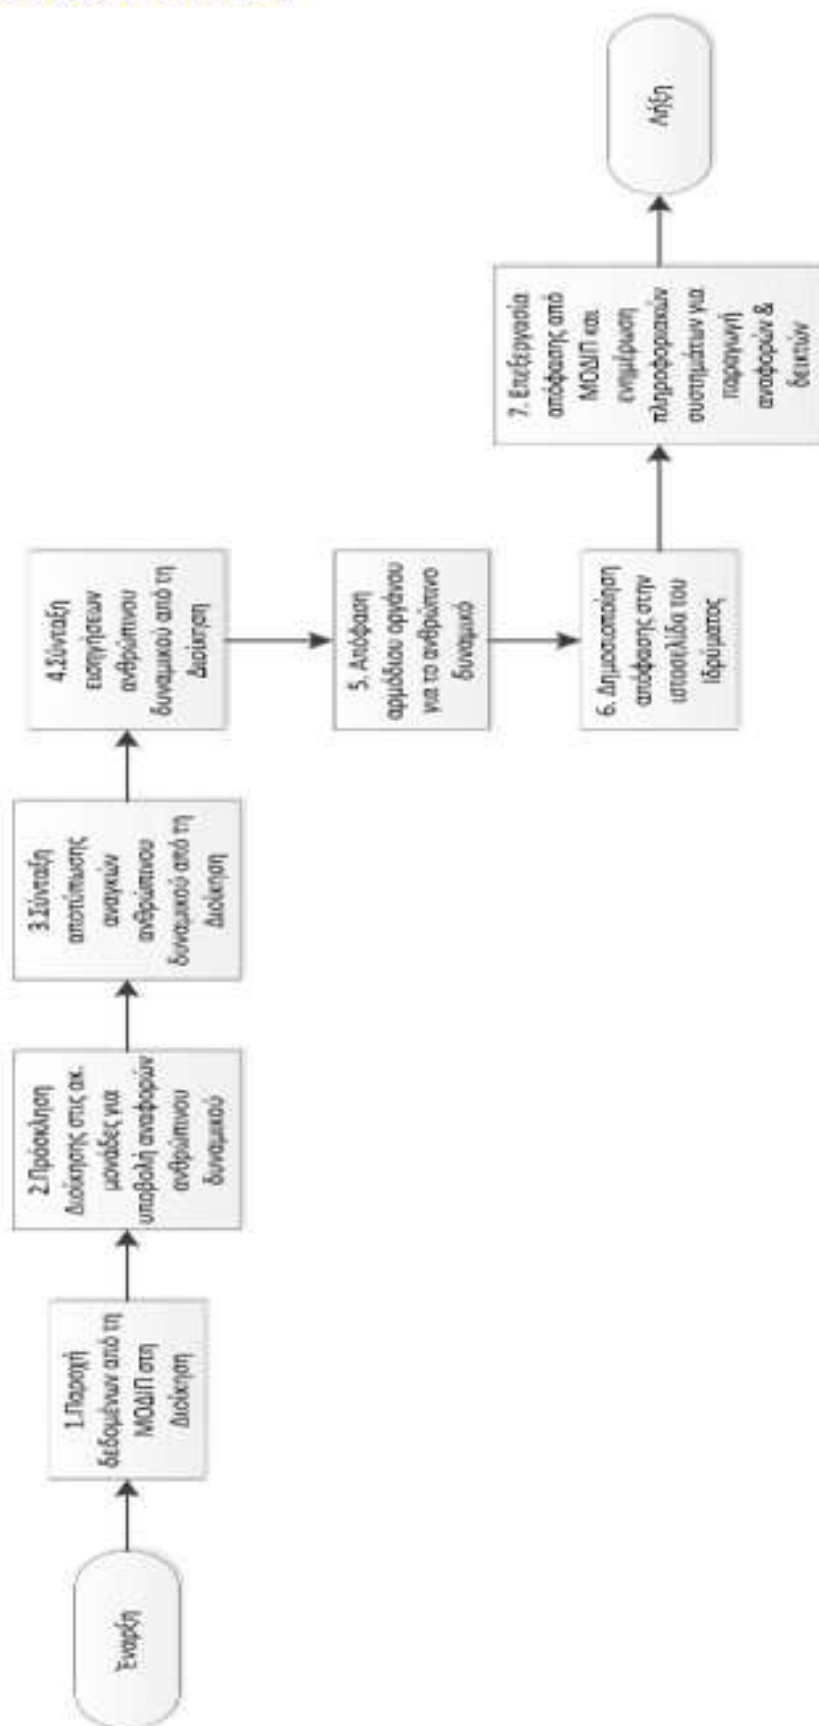 Έναρξη
1.Παροχή
δεδομένων από τη
ΜΟΔΙΠ στη
Διοίκηση
2.Πρόσκληση
Διοίκησης στις ακ.
μονάδες για
υποβολή αναφορών
ανθρώπινου
δυναμικού
3.Σύνταξη
αποτύπωσης
αναγκών
ανθρώπινου
δυναμικού από τη
Διοίκηση
4.Σύνταξη
εισηγήσεων
ανθρώπινου
δυναμικού από τη
Διοίκηση
5. Απόφαση
αρμόδιου οργάνου
για το ανθρώπινο
δυναμικό
6. Δημοσιοποίηση
απόφασης στην
ιστοσελίδα του
Ιδρύματος
7. Επεξεργασία
απόφασης από
ΜΟΔΙΠ και
ενημέρωση
πληροφοριακών
συστημάτων για
παραγωγή
αναφορών &
δεικτών
Λήξη